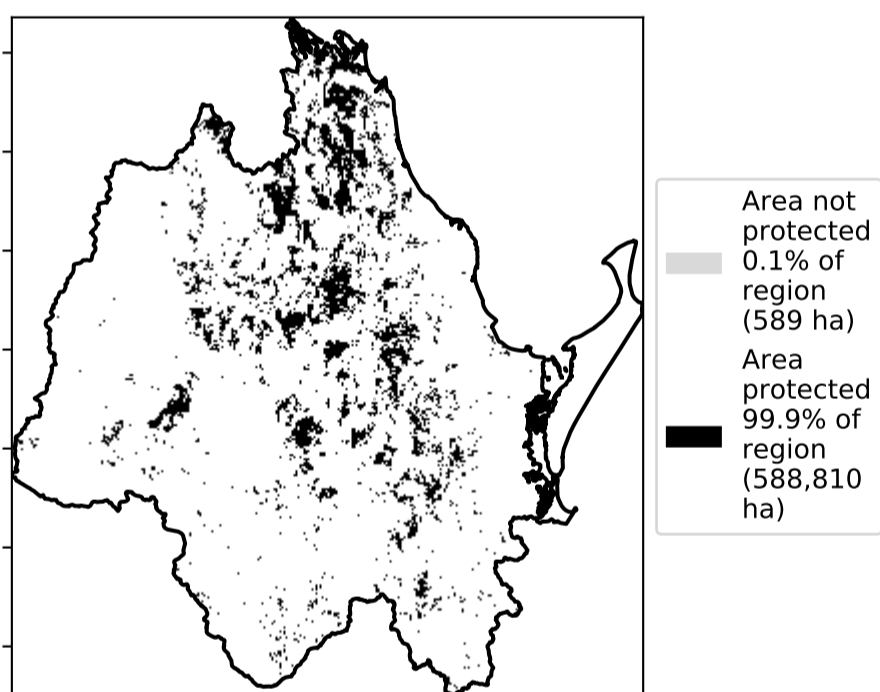 Area not
protected
0.1% of
region
(589 ha)
Area
protected
99.9% of
region
(588,810
ha)